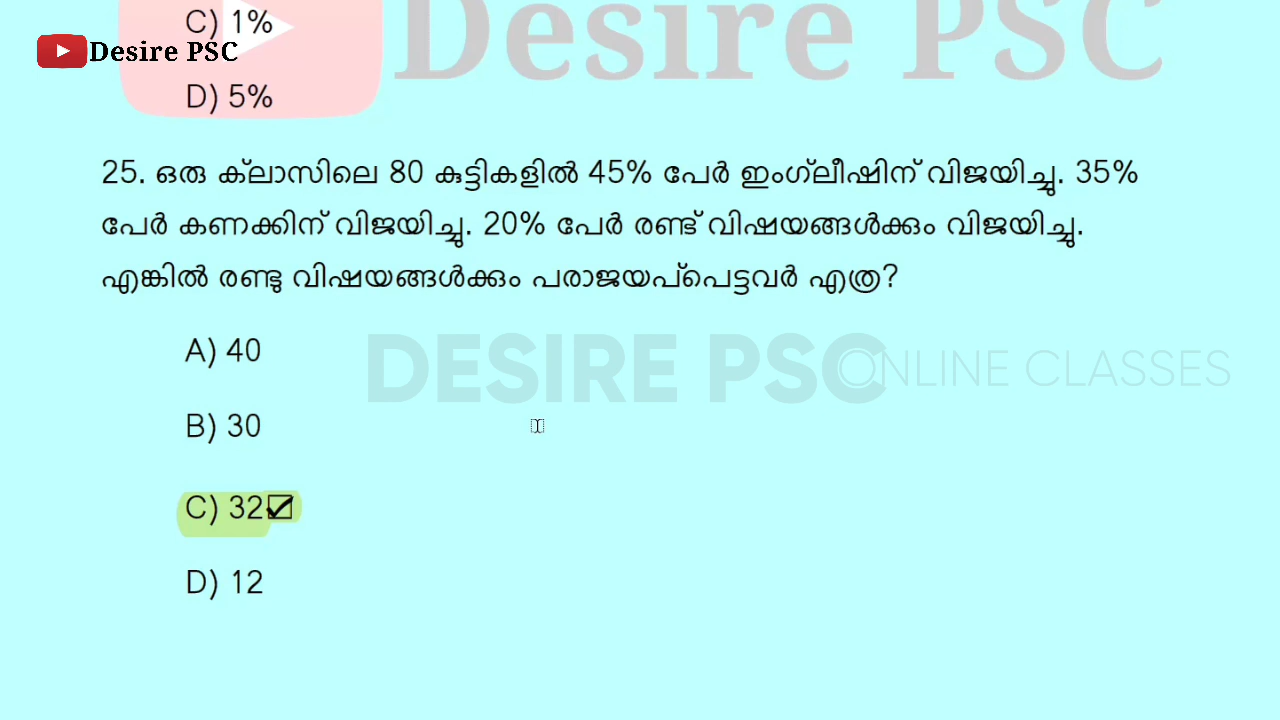 C) 1%
Desire PSC
Desire PSC
D) 5%
25. ഒരു ക്ലാസിലെ 80 കുട്ടികളിൽ 45% പേർ ഇംഗ്ലീഷിന് വിജയിച്ചു. 35%
പേർ കണക്കിന് വിജയിച്ചു. 20% പേർ രണ്ട് വിഷയങ്ങൾക്കും വിജയിച്ചു.
എങ്കിൽ രണ്ടു വിഷയങ്ങൾക്കും പരാജയപ്പെട്ടവർ എത്ര?
A) 40
DESIRE PSC ONLINE CLASSES
B) 30
C) 32☑
D) 12